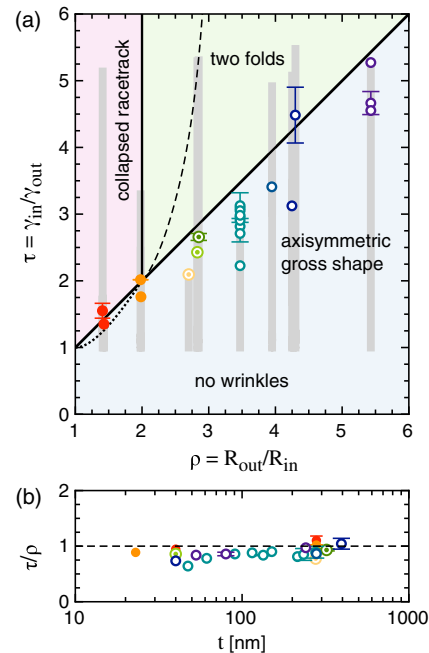 (a)
6
5
4
3
2
1
0
τ = γin/γout
collapsed racetrack
two folds
axisymmetric
gross shape
no wrinkles
1
2
3
4
5
6
ρ = Rout/Rin
(b)
2
1
0
τ/ρ
10
100
1000
t [nm]